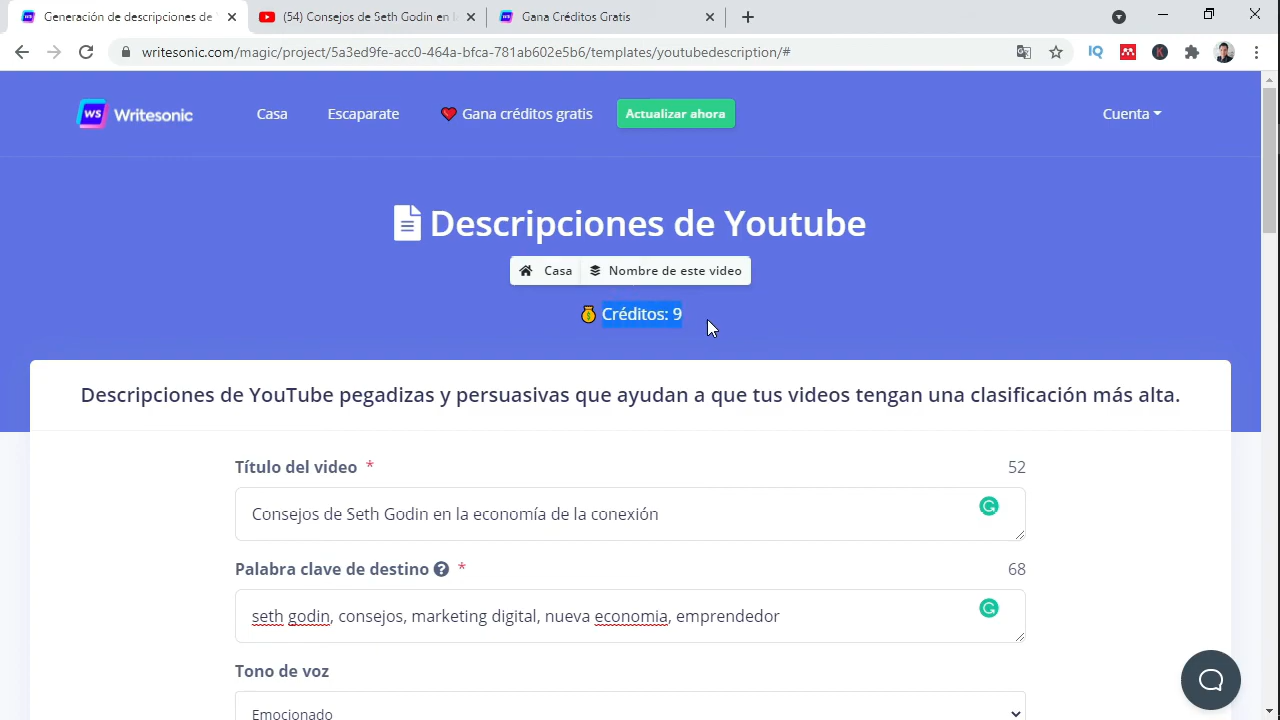 Generación de descripciones de
(54) Consejos de Seth Godin en l
Gana Créditos Gratis
writesonic.com/magic/project/5a3ed9fe-acc0-464a-bfca-781ab602e5b6/templates/youtubedescription/#
IQ
K
ws Writesonic
Casa
Escaparate
Gana créditos gratis
Actualizar ahora
Cuenta
Descripciones de Youtube
Casa
Nombre de este video
Créditos: 9
Descripciones de YouTube pegadizas y persuasivas que ayudan a que tus videos tengan una clasificación más alta.
Título del video *
52
Consejos de Seth Godin en la economía de la conexión
Palabra clave de destino ? *
68
seth godin, consejos, marketing digital, nueva economia, emprendedor
Tono de voz
Emocionado